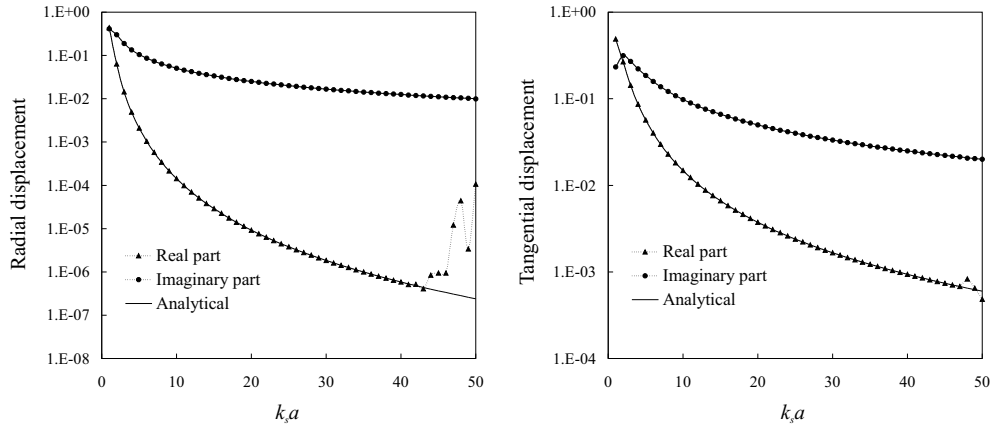 1.E+00
1.E-01
1.E-02
1.E-03
1.E-04
1.E-05
1.E-06
1.E-07
1.E-08
Radial displacement
Real part
Imaginary part
Analytical
0 10 20 30 40 50
kₛa
1.E+00
1.E-01
1.E-02
1.E-03
1.E-04
Tangential displacement
Real part
Imaginary part
Analytical
0 10 20 30 40 50
kₛa